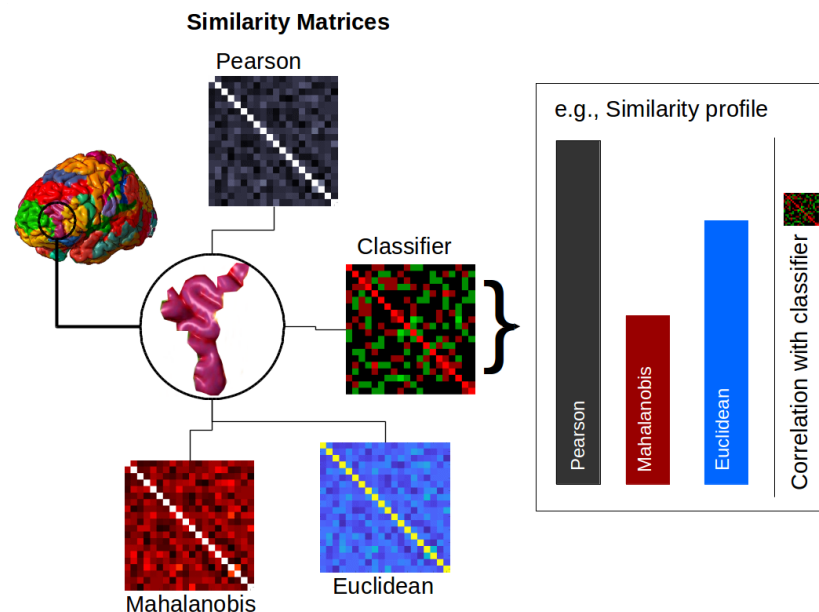 Similarity Matrices
Pearson
Classifier
Mahalanobis
Euclidean
e.g., Similarity profile
Pearson
Mahalanobis
Euclidean
Correlation with classifier